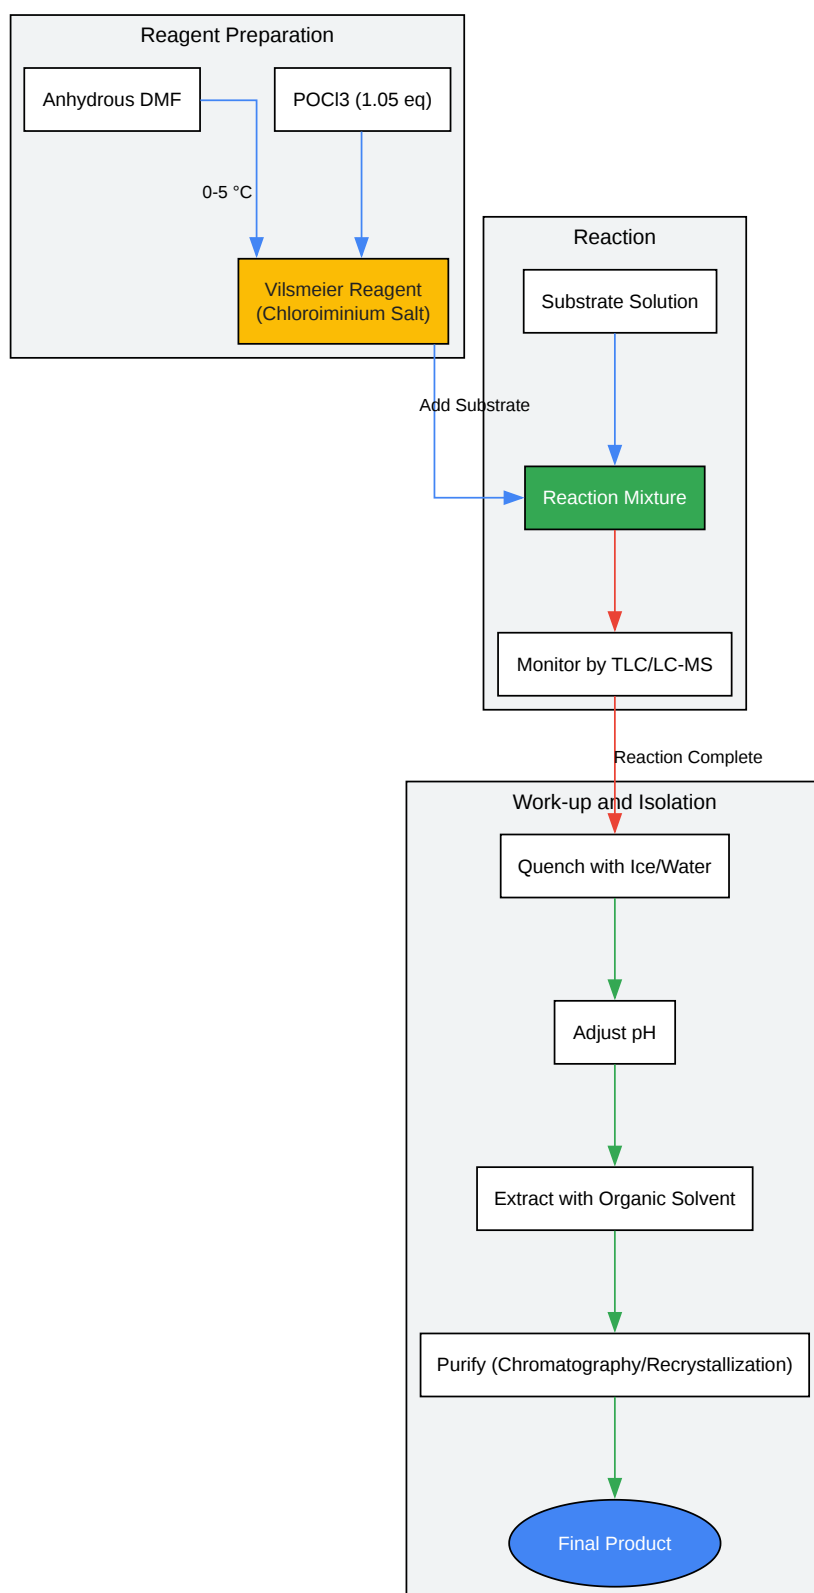 Reagent Preparation
Anhydrous DMF
POCl3 (1.05 eq)
0-5 °C
Vilsmeier Reagent
(Chloroiminium Salt)
Reaction
Substrate Solution
Add Substrate
Reaction Mixture
Monitor by TLC/LC-MS
Reaction Complete
Work-up and Isolation
Quench with Ice/Water
Adjust pH
Extract with Organic Solvent
Purify (Chromatography/Recrystallization)
Final Product